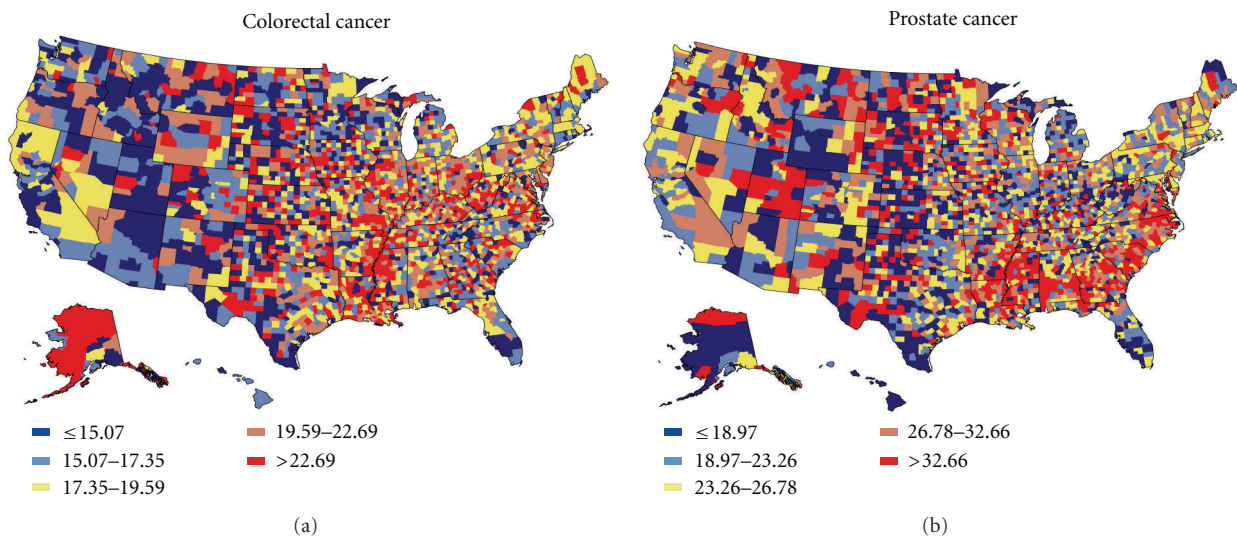 Colorectal cancer
≤15.07
15.07–17.35
17.35–19.59
19.59–22.69
>22.69
(a)
Prostate cancer
≤18.97
18.97–23.26
23.26–26.78
26.78–32.66
>32.66
(b)